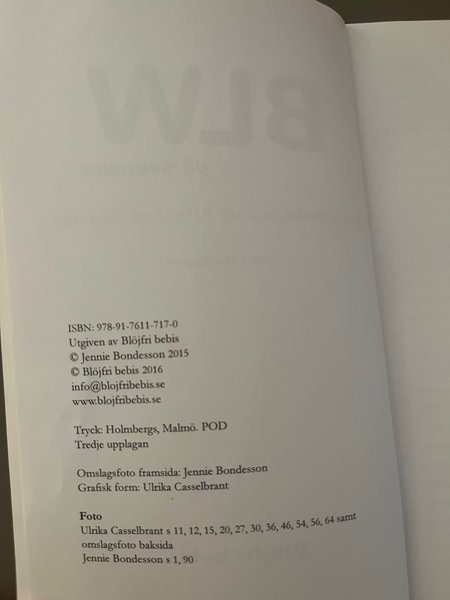 ISBN: 978-91-7611-717-0
Utgiven av Blöjfri bebis
© Jennie Bondesson 2015
© Blöjfri bebis 2016
info@blojfribebis.se
www.blojfribebis.se
Tryck: Holmbergs, Malmö. POD
Tredje upplagan
Omslagsfoto framsida: Jennie Bondesson
Grafisk form: Ulrika Casselbrant
Foto
Ulrika Casselbrant s 11, 12, 15, 20, 27, 30, 36, 46, 54, 56, 64 samt
omslagsfoto baksida
Jennie Bondesson s 1, 90